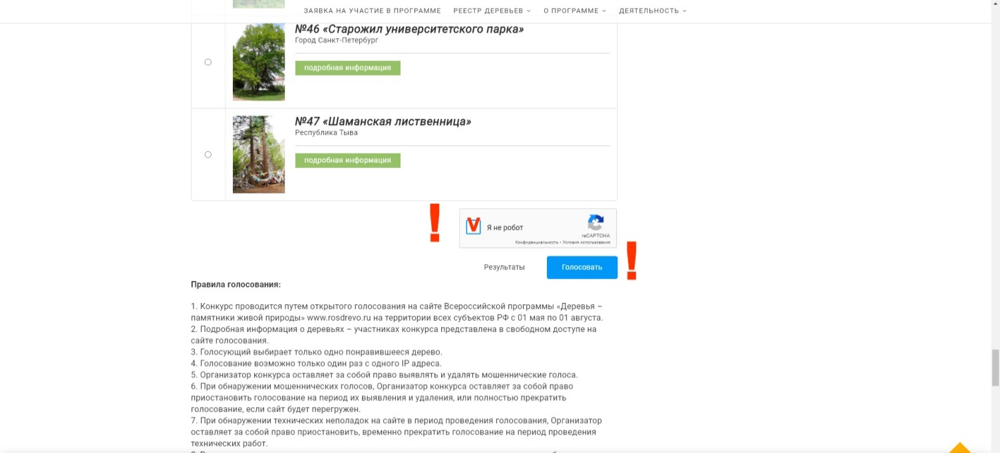 ЗАЯВКА НА УЧАСТИЕ В ПРОГРАММЕ РЕЕСТР ДЕРЕВЬЕВ О ПРОГРАММЕ ДЕЯТЕЛЬНОСТЬ
№46 «Старожил университетского парка»
Город Санкт-Петербург
подробная информация
№47 «Шаманская лиственница»
Республика Тыва
подробная информация
! V Я не робот
reCAPTCHA
Конфиденциальность • Условия использования
Результаты Голосовать !
Правила голосования:
1. Конкурс проводится путем открытого голосования на сайте Всероссийской программы «Деревья –
памятники живой природы» www.rosdrevo.ru на территории всех субъектов РФ с 01 мая по 01 августа.
2. Подробная информация о деревьях – участниках конкурса представлена в свободном доступе на
сайте голосования.
3. Голосующий выбирает только одно понравившееся дерево.
4. Голосование возможно только один раз с одного IP адреса.
5. Организатор конкурса оставляет за собой право выявлять и удалять мошеннические голоса.
6. При обнаружении мошеннических голосов, Организатор конкурса оставляет за собой право
приостановить голосование на период их выявления и удаления, или полностью прекратить
голосование, если сайт будет перегружен.
7. При обнаружении технических неполадок на сайте в период проведения голосования, Организатор
оставляет за собой право приостановить, временно прекратить голосование на период проведения
технических работ.